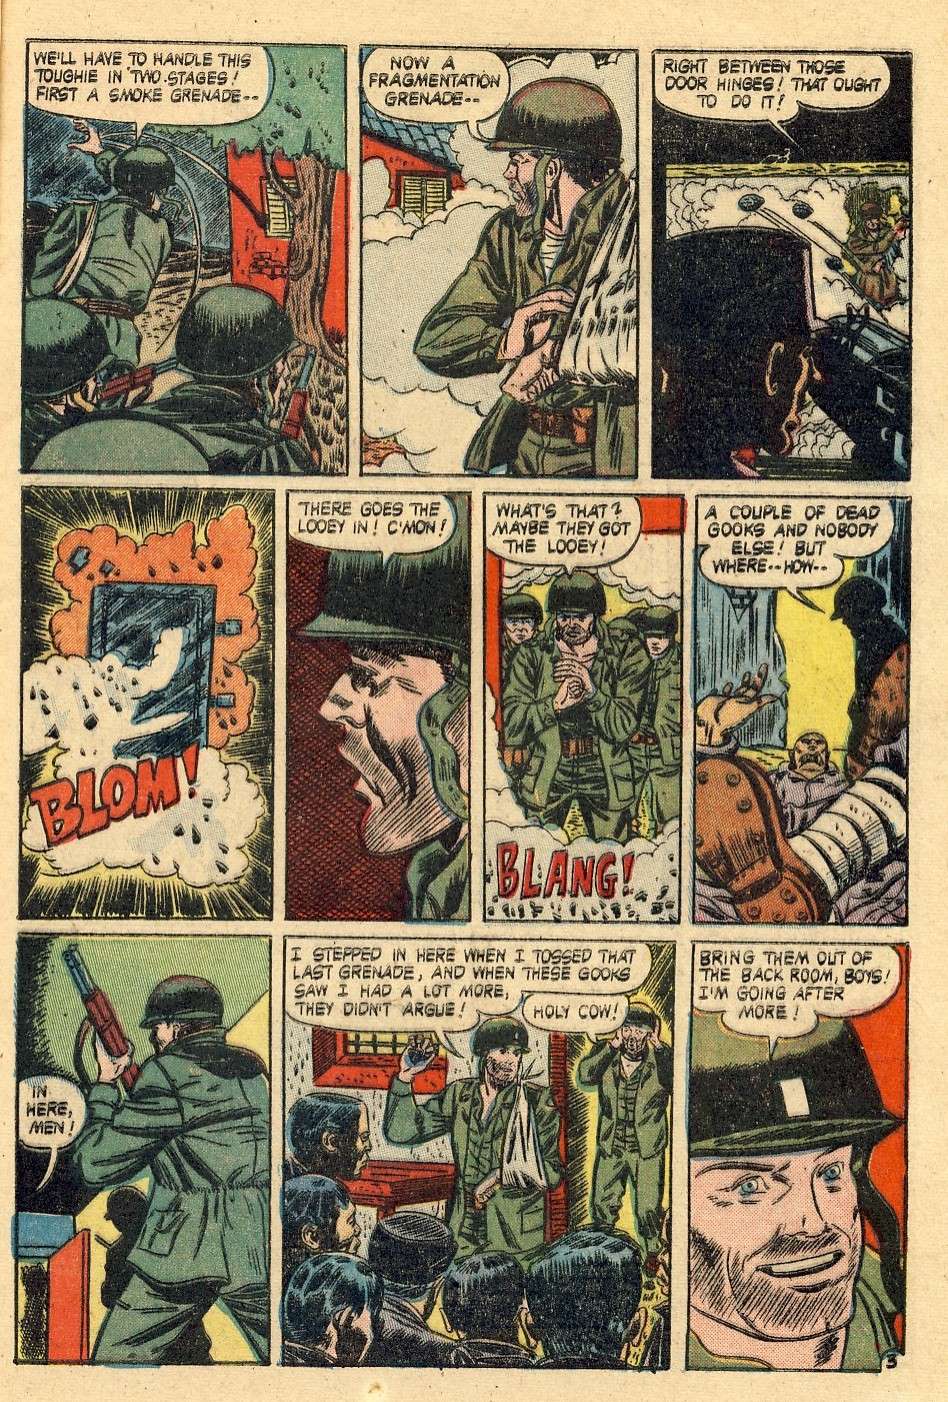 WE'LL HAVE TO HANDLE THIS
TOUGHIE IN TWO STAGES!
FIRST A SMOKE GRENADE--
NOW A
FRAGMENTATION
GRENADE--
RIGHT BETWEEN THOSE
DOOR HINGES! THAT OUGHT
TO DO IT!
BLOM!
THERE GOES THE
LOOEY IN! C'MON!
WHAT'S THAT?
MAYBE THEY GOT
THE LOOEY!
BLANG!
A COUPLE OF DEAD
GOOKS AND NOBODY
ELSE! BUT
WHERE--HOW--
IN
HERE,
MEN!
I STEPPED IN HERE WHEN I TOSSED THAT
LAST GRENADE, AND WHEN THESE GOOKS
SAW I HAD A LOT MORE,
THEY DIDN'T ARGUE!
HOLY COW!
BRING THEM OUT OF
THE BACK ROOM, BOYS!
I'M GOING AFTER
MORE!
3